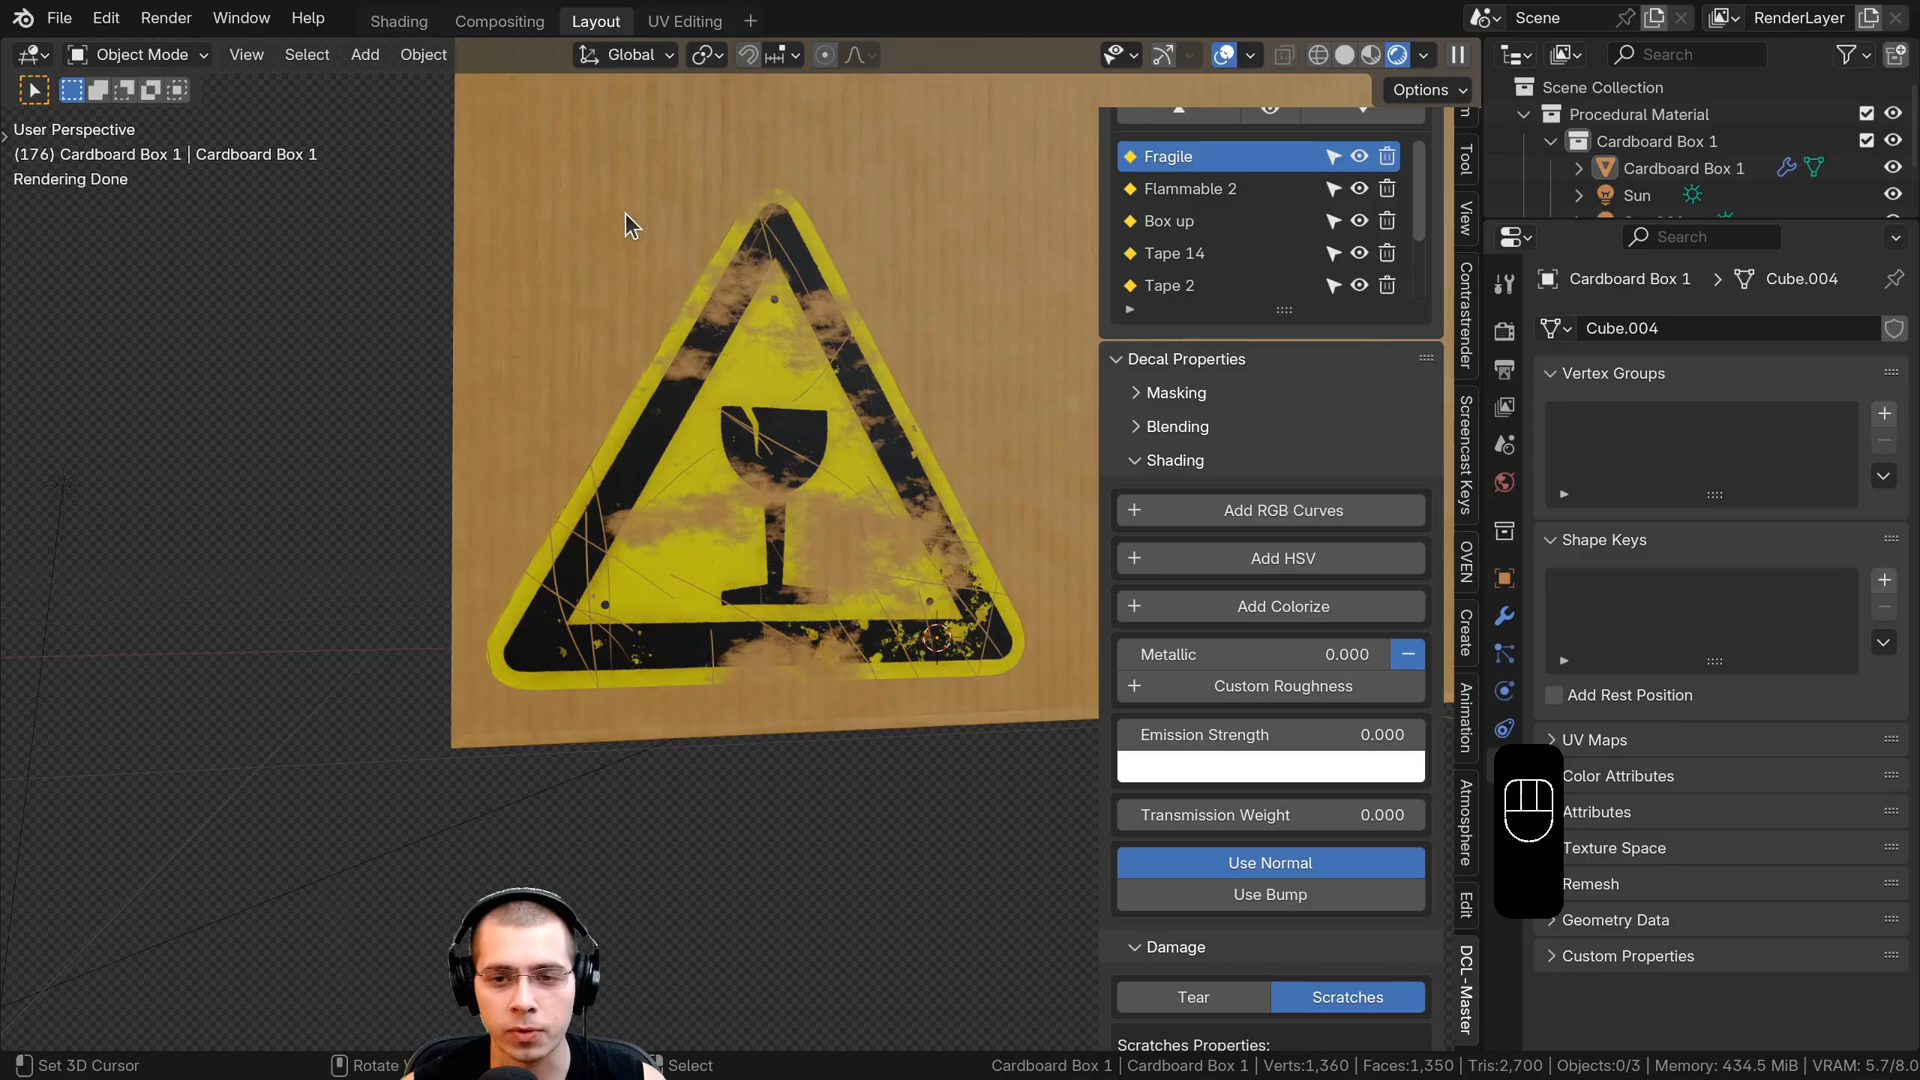 File Edit Render Window Help Shading Compositing Layout UV Editing Scene RenderLayer
Object Mode View Select Add Object Global Search
Options
User Perspective
(176) Cardboard Box 1 | Cardboard Box 1
Rendering Done
Fragile
Flammable 2
Box up
Tape 14
Tape 2
Decal Properties
Masking
Blending
Shading
Add RGB Curves
Add HSV
Add Colorize
Metallic 0.000
Custom Roughness
Emission Strength 0.000
Transmission Weight 0.000
Use Normal
Use Bump
Damage
Tear Scratches
Scratches Properties:
Tool
View
Contrastrender
Screencast Keys
OVEN
Create
Animation
Atmosphere
Edit
DCL-Master
Scene Collection
Procedural Material
Cardboard Box 1
Cardboard Box 1
Sun
Search
Cardboard Box 1 Cube.004
Cube.004
Vertex Groups
Shape Keys
Add Rest Position
UV Maps
Color Attributes
Attributes
Texture Space
Remesh
Geometry Data
Custom Properties
Set 3D Cursor Rotate Select Cardboard Box 1 | Cardboard Box 1 | Verts:1,360 | Faces:1,350 | Tris:2,700 | Objects:0/3 | Memory: 434.5 MiB | VRAM: 5.7/8.0